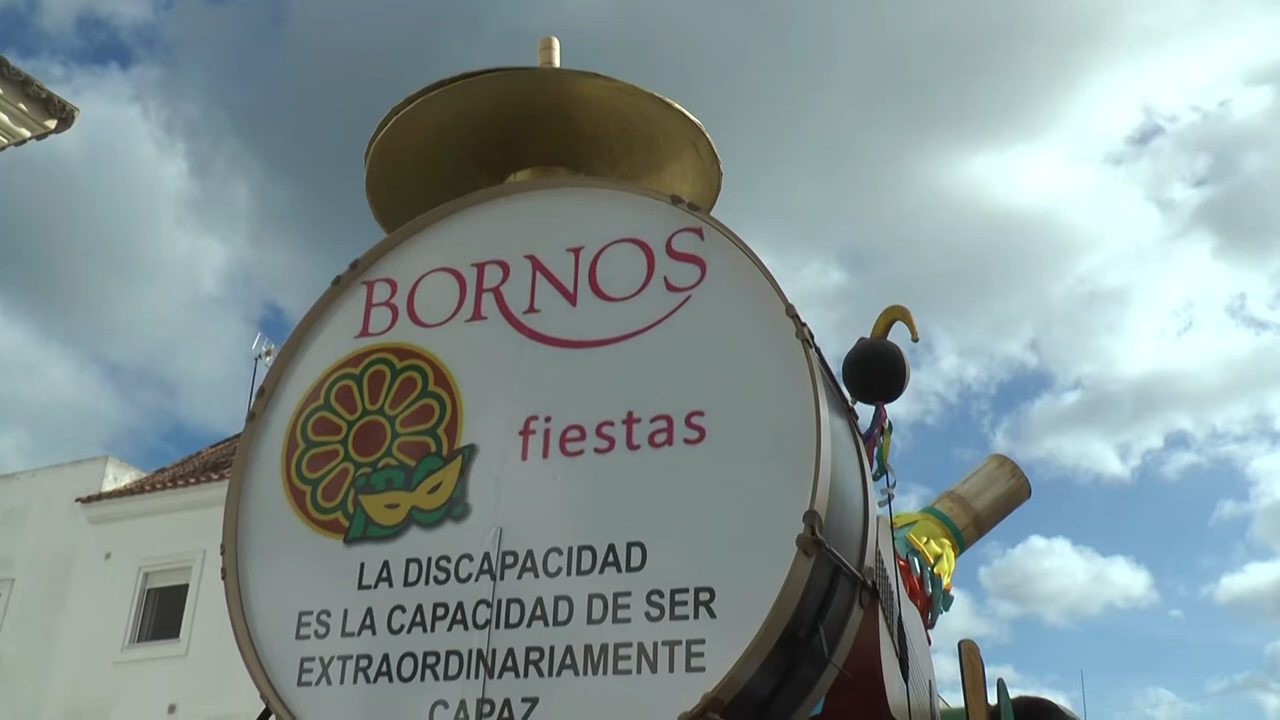 BORNOS
fiestas
LA DISCAPACIDAD
ES LA CAPACIDAD DE SER
EXTRAORDINARIAMENTE
CAPAZ